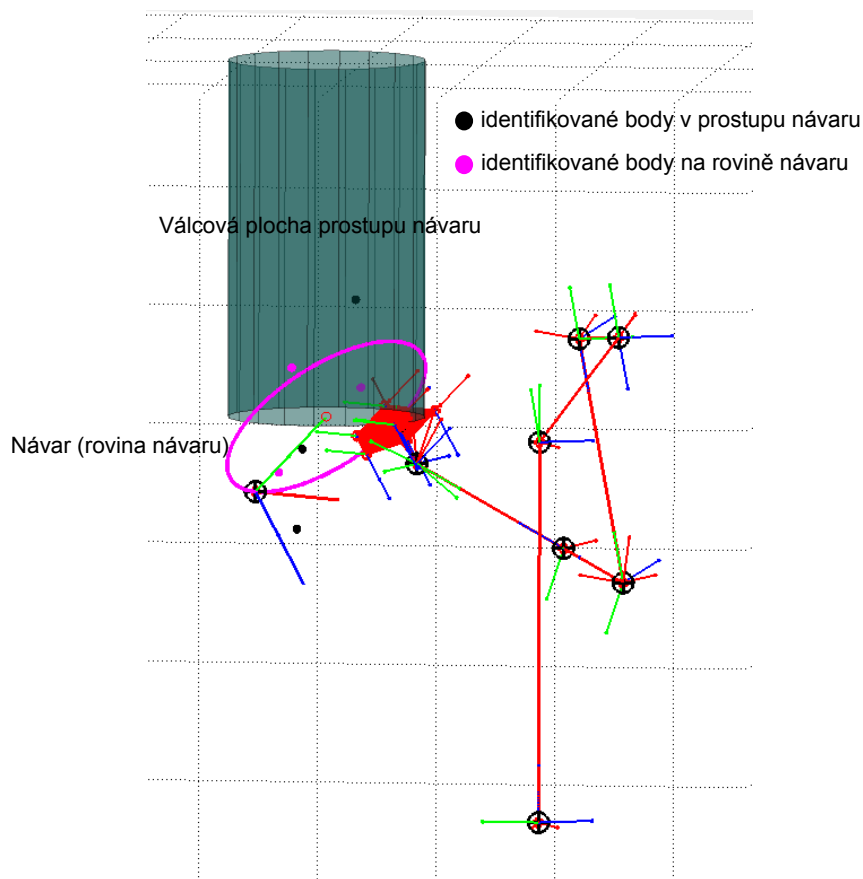 identifikované body v prostupu návaru
identifikované body na rovině návaru
Válcová plocha prostupu návaru
Návar (rovina návaru)